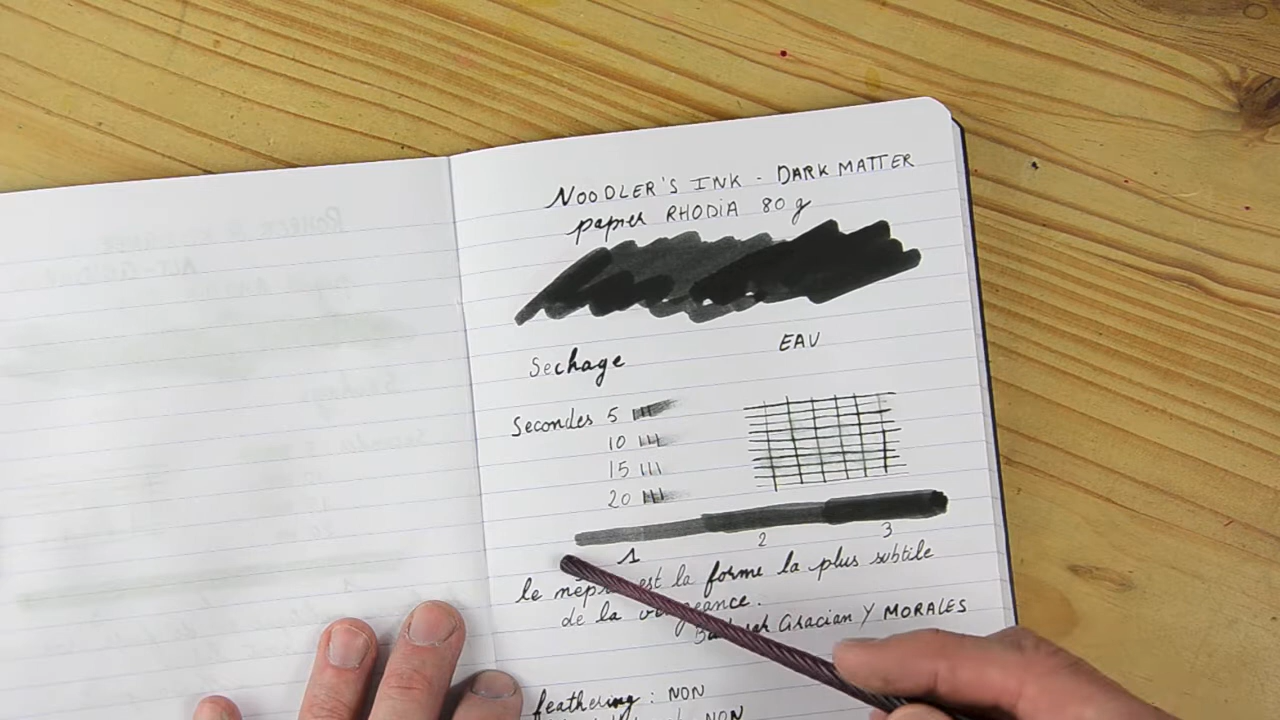 NOODLER'S INK - DARK MATTER
papier RHODIA 80 g
Sechage
EAU
Secondes 5
10
15
20
1 2 3
le est la forme la plus subtile
de la vengeance.
Gracian Y MORALES
feathering : NON
NON